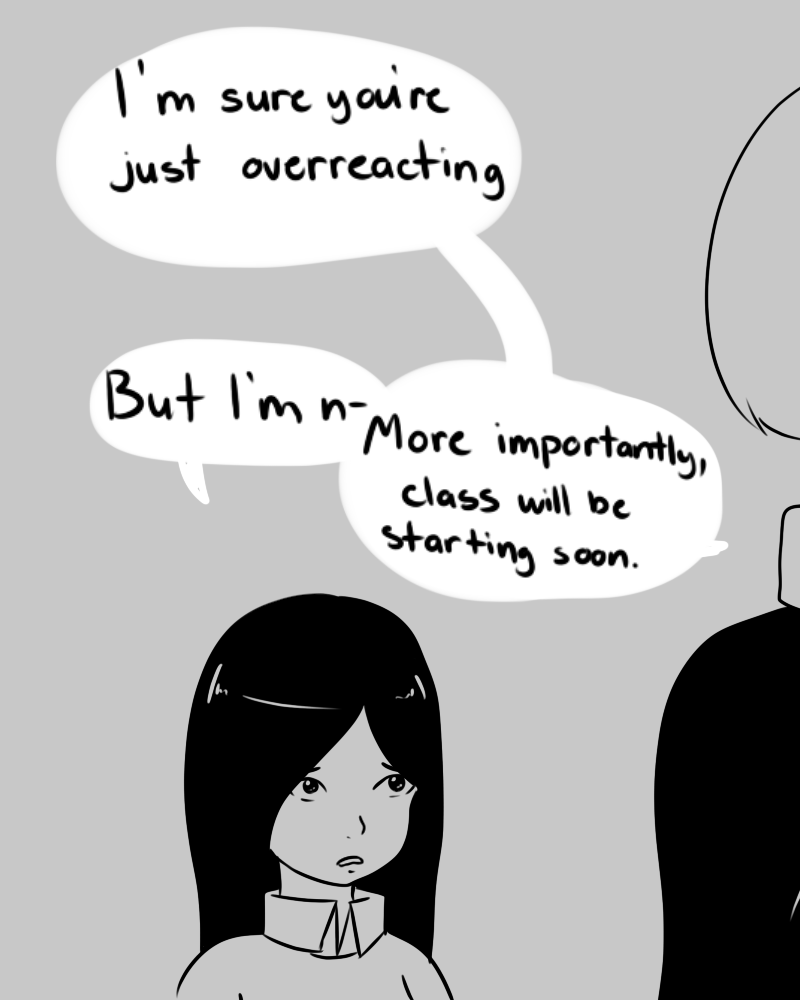 I'm sure you're
just overreacting
But I'm n-
More importantly,
class will be
starting soon.